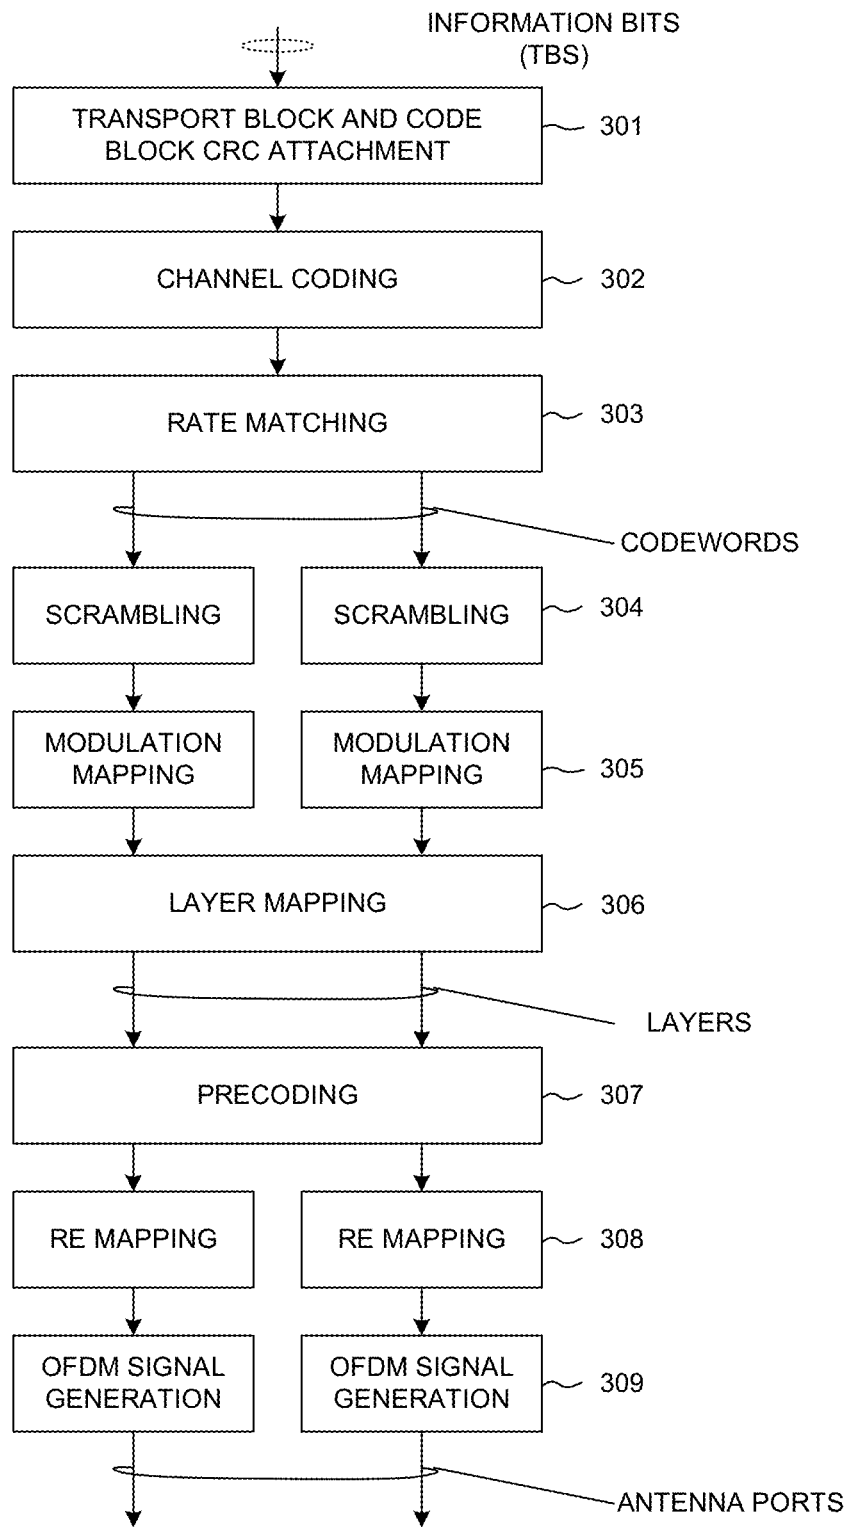 INFORMATION BITS
(TBS)
TRANSPORT BLOCK AND CODE
BLOCK CRC ATTACHMENT
301
CHANNEL CODING
302
RATE MATCHING
303
CODEWORDS
SCRAMBLING
SCRAMBLING
304
MODULATION
MAPPING
MODULATION
MAPPING
305
LAYER MAPPING
306
LAYERS
PRECODING
307
RE MAPPING
RE MAPPING
308
OFDM SIGNAL
GENERATION
OFDM SIGNAL
GENERATION
309
ANTENNA PORTS